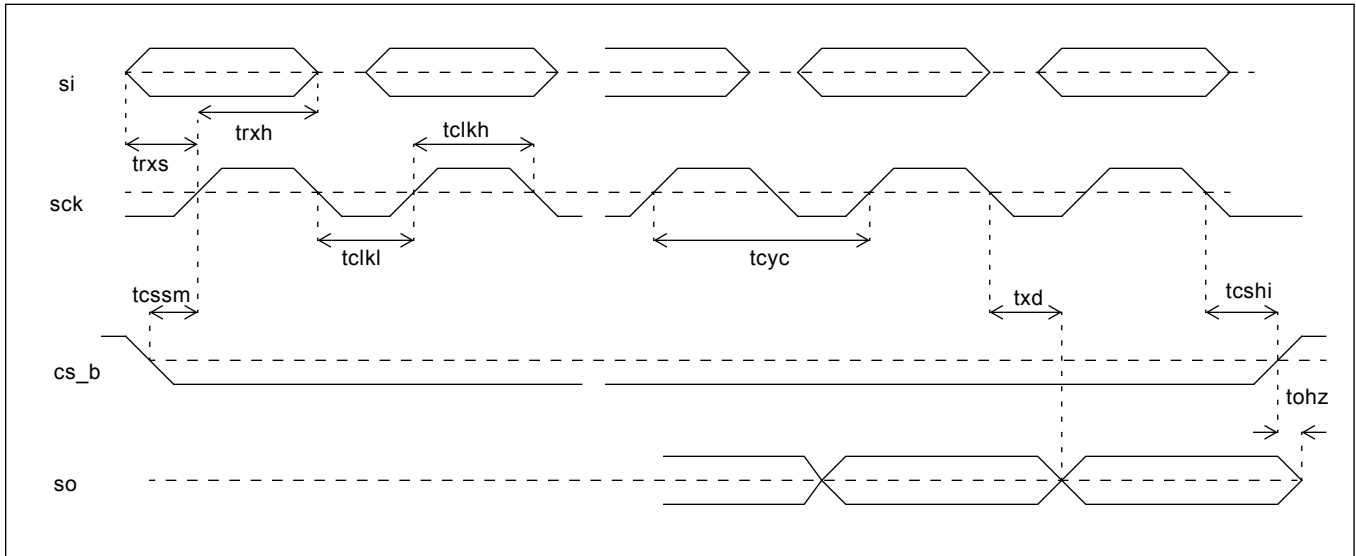 si
trxh
trxs
tclkh
sck
tclkl
tcyc
tcssm
txd
tcshi
cs_b
tohz
so